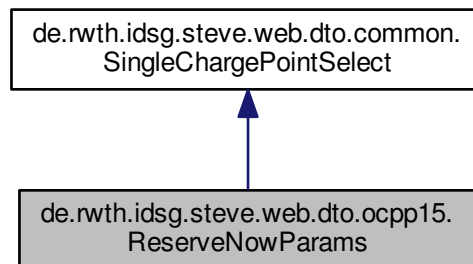 de.rwth.idsg.steve.web.dto.common.
SingleChargePointSelect
de.rwth.idsg.steve.web.dto.ocpp15.
ReserveNowParams